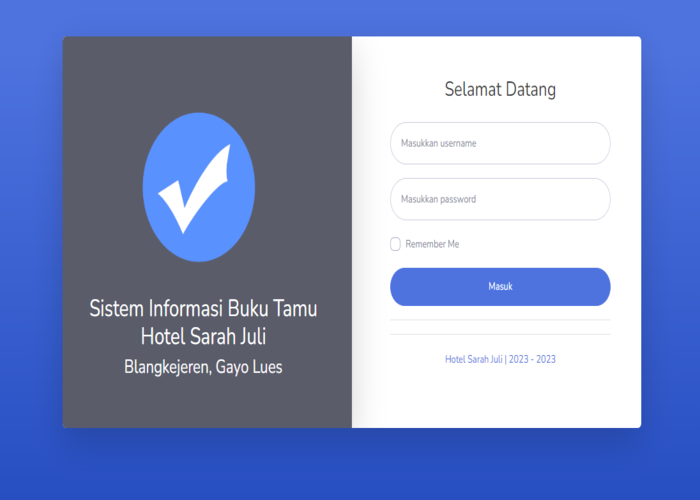 Sistem Informasi Buku Tamu
Hotel Sarah Juli
Blangkejeren, Gayo Lues
Selamat Datang
Masukkan username
Masukkan password
Remember Me
Masuk
Hotel Sarah Juli | 2023 - 2023